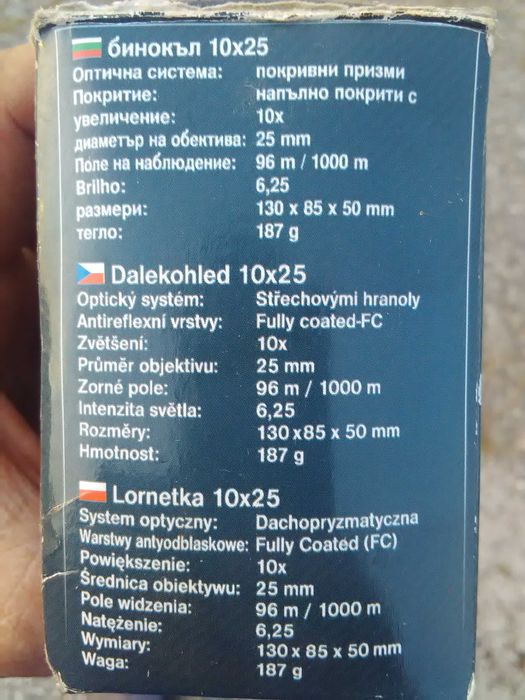 бинокъл 10x25
Оптична система: покривни призми
Покритие: напълно покрити с
увеличение: 10x
диаметър на обектива: 25 mm
Поле на наблюдение: 96 m / 1000 m
Brilho: 6,25
размери: 130 x 85 x 50 mm
тегло: 187 g
Dalekohled 10x25
Optický systém: Střechovými hranoly
Antireflexní vrstvy: Fully coated-FC
Zvětšení: 10x
Průměr objektivu: 25 mm
Zorné pole: 96 m / 1000 m
Intenzita světla: 6,25
Rozměry: 130x85 x 50 mm
Hmotnost: 187 g
Lornetka 10x25
System optyczny: Dachopryzmatyczna
Warstwy antyodblaskowe: Fully Coated (FC)
Powiększenie: 10x
Średnica obiektywu: 25 mm
Pole widzenia: 96 m / 1000 m
Natężenie: 6,25
Wymiary: 130 x 85 x 50 mm
Waga: 187 g